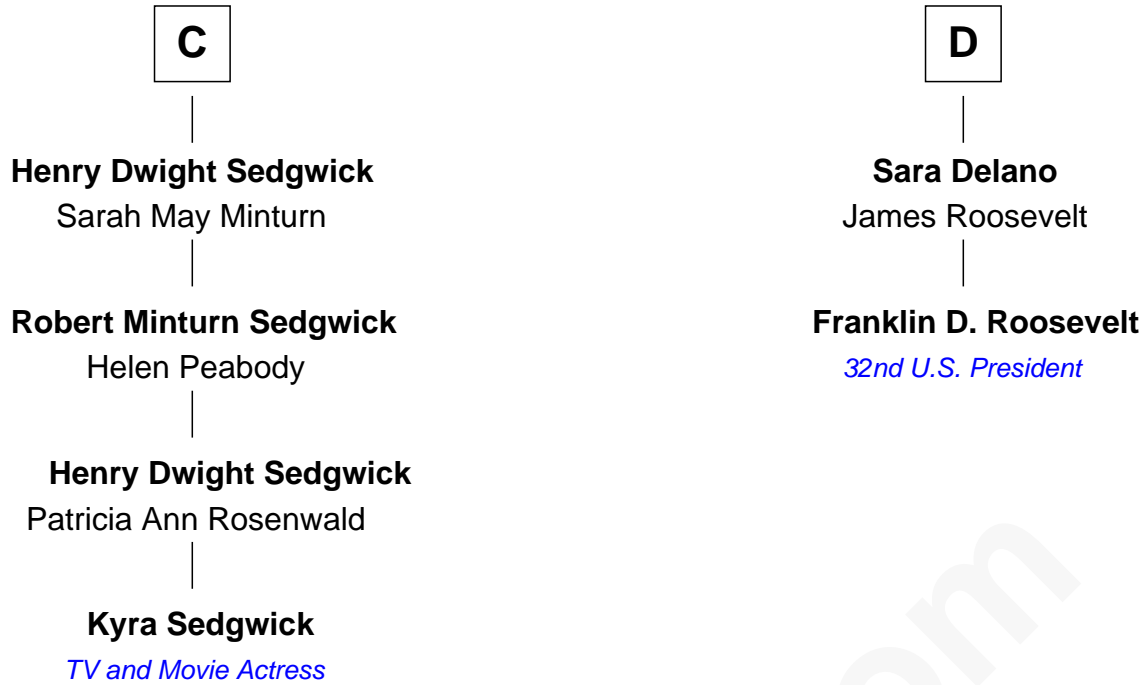 C
Henry Dwight Sedgwick
Sarah May Minturn
Robert Minturn Sedgwick
Helen Peabody
Henry Dwight Sedgwick
Patricia Ann Rosenwald
Kyra Sedgwick
TV and Movie Actress
D
Sara Delano
James Roosevelt
Franklin D. Roosevelt
32nd U.S. President
om